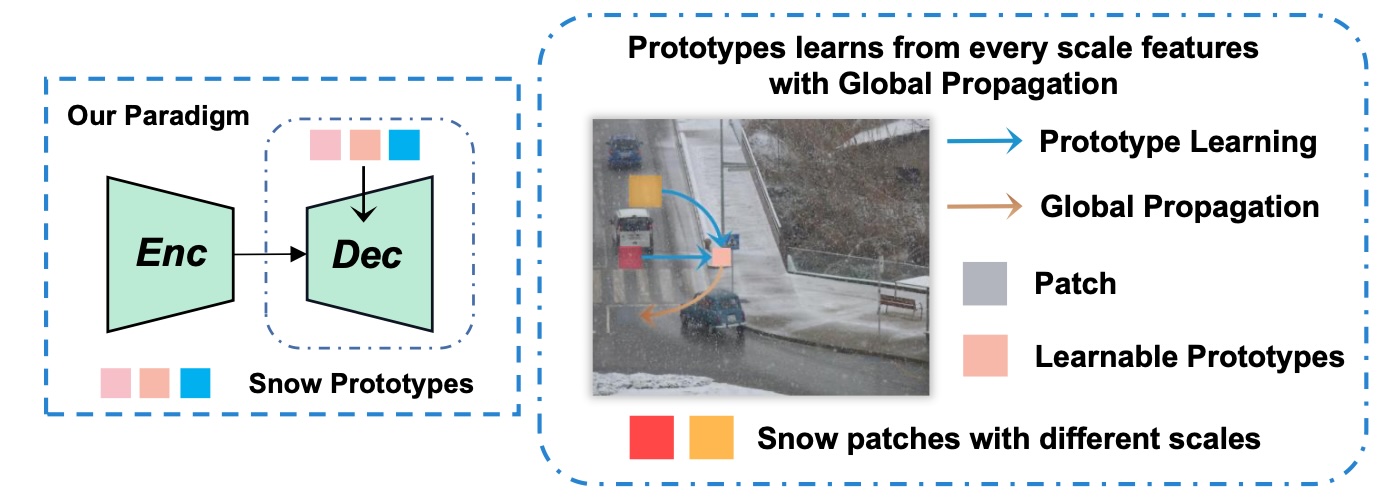 Our Paradigm
Enc
Dec
Snow Prototypes
Prototypes learns from every scale features
with Global Propagation
Prototype Learning
Global Propagation
Patch
Learnable Prototypes
Snow patches with different scales